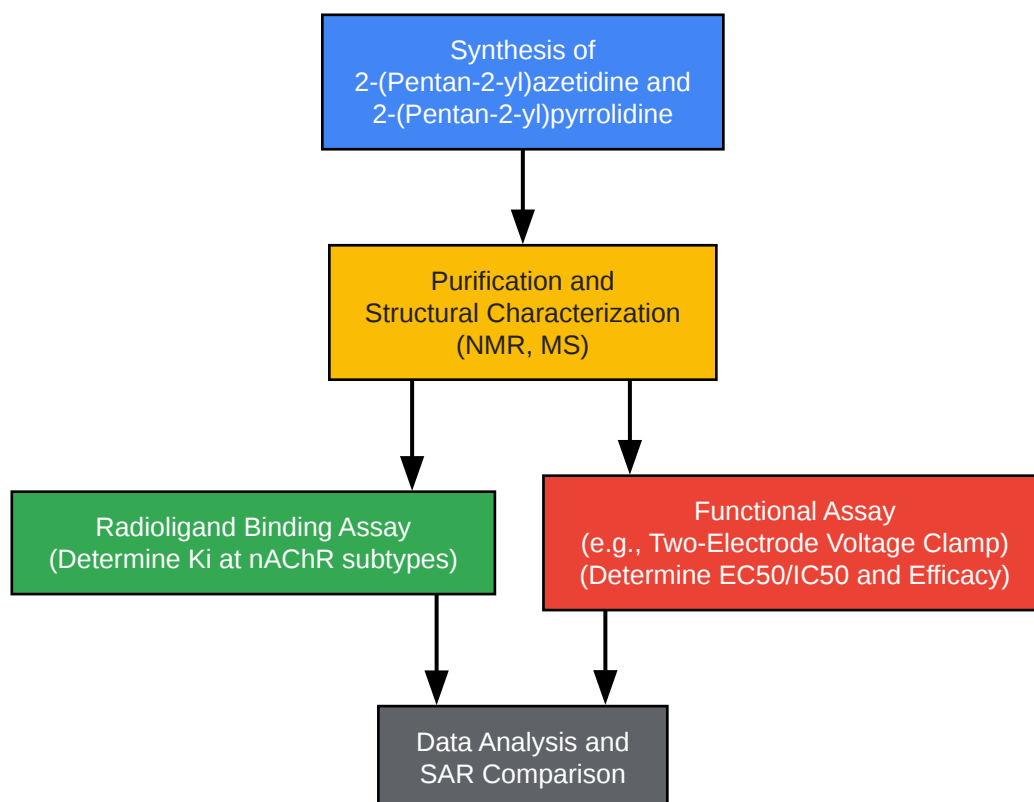 Synthesis of
2-(Pentan-2-yl)azetidine and
2-(Pentan-2-yl)pyrrolidine
Purification and
Structural Characterization
(NMR, MS)
Radioligand Binding Assay
(Determine Ki at nAChR subtypes)
Functional Assay
(e.g., Two-Electrode Voltage Clamp)
(Determine EC50/IC50 and Efficacy)
Data Analysis and
SAR Comparison